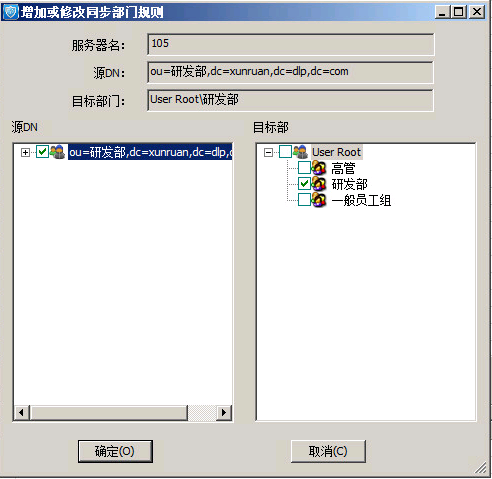 增加或修改同步部门规则
服务器名： 105
源DN： ou=研发部,dc=xunruan,dc=dlp,dc=com
目标部门： User Root\研发部
源DN 目标部
ou=研发部,dc=xunruan,dc=dlp, User Root
高管
研发部
一般员工组
确定(O) 取消(C)